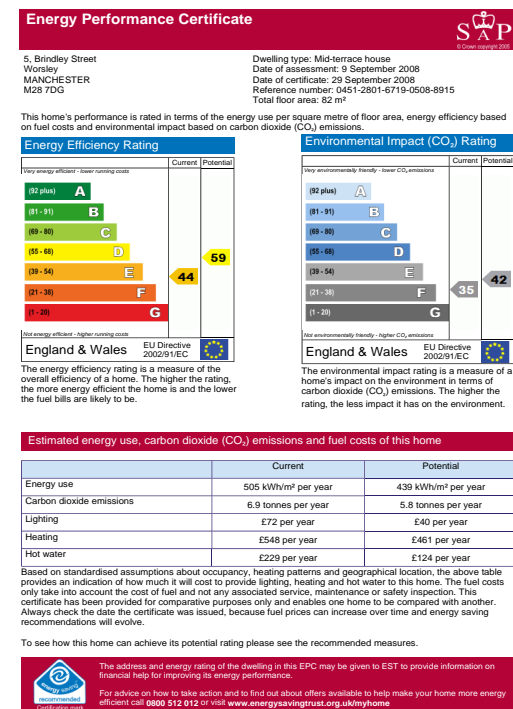 Energy Performance Certificate
SAP
© Crown copyright 2005
5, Brindley Street
Worsley
MANCHESTER
M28 7DG
Dwelling type: Mid-terrace house
Date of assessment: 9 September 2008
Date of certificate: 29 September 2008
Reference number: 0451-2801-6719-0508-8915
Total floor area: 82 m²
This home's performance is rated in terms of the energy use per square metre of floor area, energy efficiency based
on fuel costs and environmental impact based on carbon dioxide (CO₂) emissions.
Energy Efficiency Rating
Current Potential
Very energy efficient - lower running costs
(92 plus) A
(81 - 91) B
(69 - 80) C
(55 - 68) D
(39 - 54) E
(21 - 38) F
(1 - 20) G
44
59
Not energy efficient - higher running costs
England & Wales
EU Directive
2002/91/EC
The energy efficiency rating is a measure of the
overall efficiency of a home. The higher the rating,
the more energy efficient the home is and the lower
the fuel bills are likely to be.
Environmental Impact (CO₂) Rating
Current Potential
Very environmentally friendly - lower CO₂ emissions
(92 plus) A
(81 - 91) B
(69 - 80) C
(55 - 68) D
(39 - 54) E
(21 - 38) F
(1 - 20) G
35
42
Not environmentally friendly - higher CO₂ emissions
England & Wales
EU Directive
2002/91/EC
The environmental impact rating is a measure of a
home's impact on the environment in terms of
carbon dioxide (CO₂) emissions. The higher the
rating, the less impact it has on the environment.
Estimated energy use, carbon dioxide (CO₂) emissions and fuel costs of this home
Current Potential
Energy use 505 kWh/m² per year 439 kWh/m² per year
Carbon dioxide emissions 6.9 tonnes per year 5.8 tonnes per year
Lighting £72 per year £40 per year
Heating £548 per year £461 per year
Hot water £229 per year £124 per year
Based on standardised assumptions about occupancy, heating patterns and geographical location, the above table
provides an indication of how much it will cost to provide lighting, heating and hot water to this home. The fuel costs
only take into account the cost of fuel and not any associated service, maintenance or safety inspection. This
certificate has been provided for comparative purposes only and enables one home to be compared with another.
Always check the date the certificate was issued, because fuel prices can increase over time and energy saving
recommendations will evolve.
To see how this home can achieve its potential rating please see the recommended measures.
energy saving
recommended
Certification mark
The address and energy rating of the dwelling in this EPC may be given to EST to provide information on
financial help for improving its energy performance.
For advice on how to take action and to find out about offers available to help make your home more energy
efficient call 0800 512 012 or visit www.energysavingtrust.org.uk/myhome